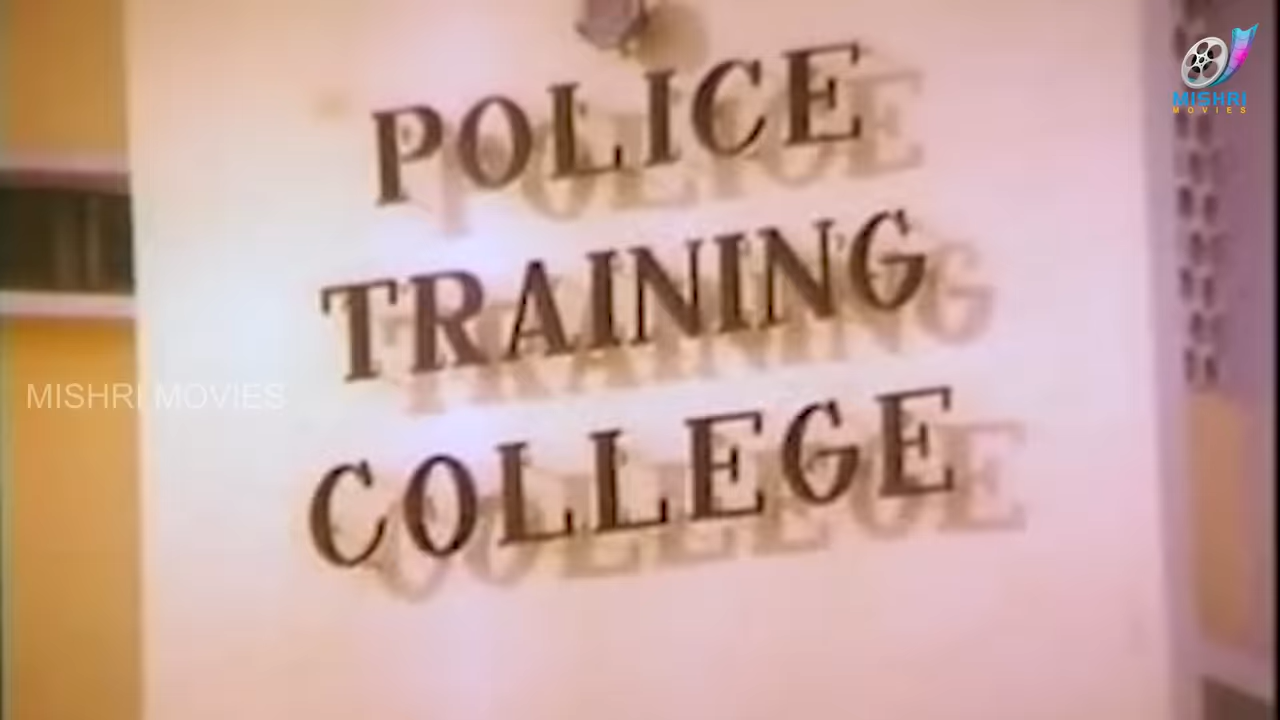 POLICE
TRAINING
COLLEGE
MISHRI MOVIES
MISHRI
MOVIES